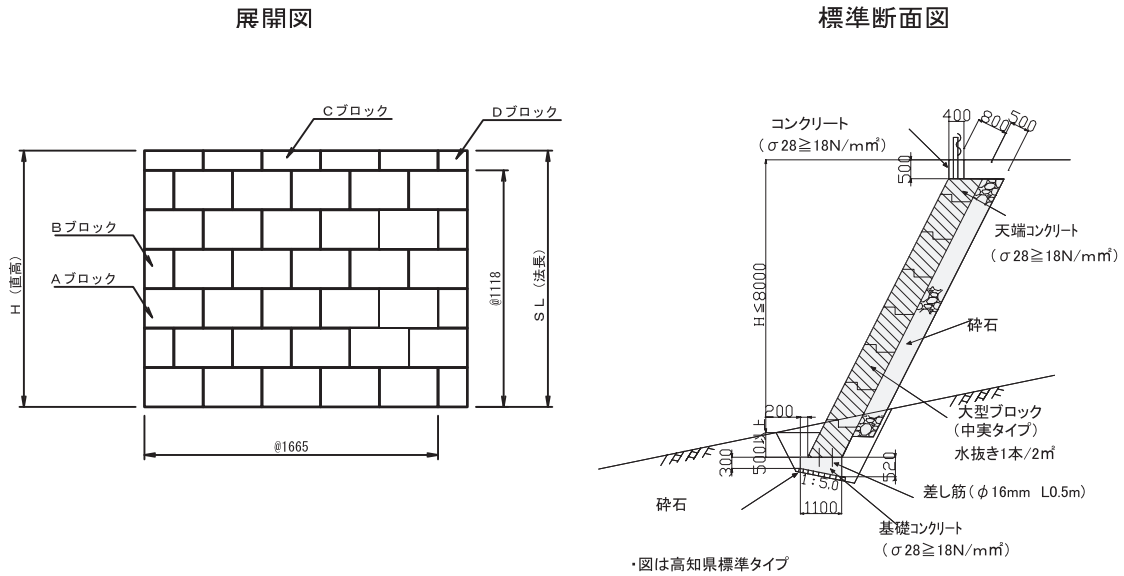 展開図
標準断面図
Cブロック
Dブロック
Bブロック
Aブロック
H (直高)
@1118
SL (法長)
@1665
コンクリート
(σ28≧18N/mm²)
400
800
500
500
天端コンクリート
(σ28≧18N/mm²)
H≦8000
砕石
200
500以上
300
1:5.0
520
1100
大型ブロック
(中実タイプ)
水抜き1本/2㎡
差し筋(φ16mm L0.5m)
砕石
基礎コンクリート
(σ28≧18N/mm²)
・図は高知県標準タイプ